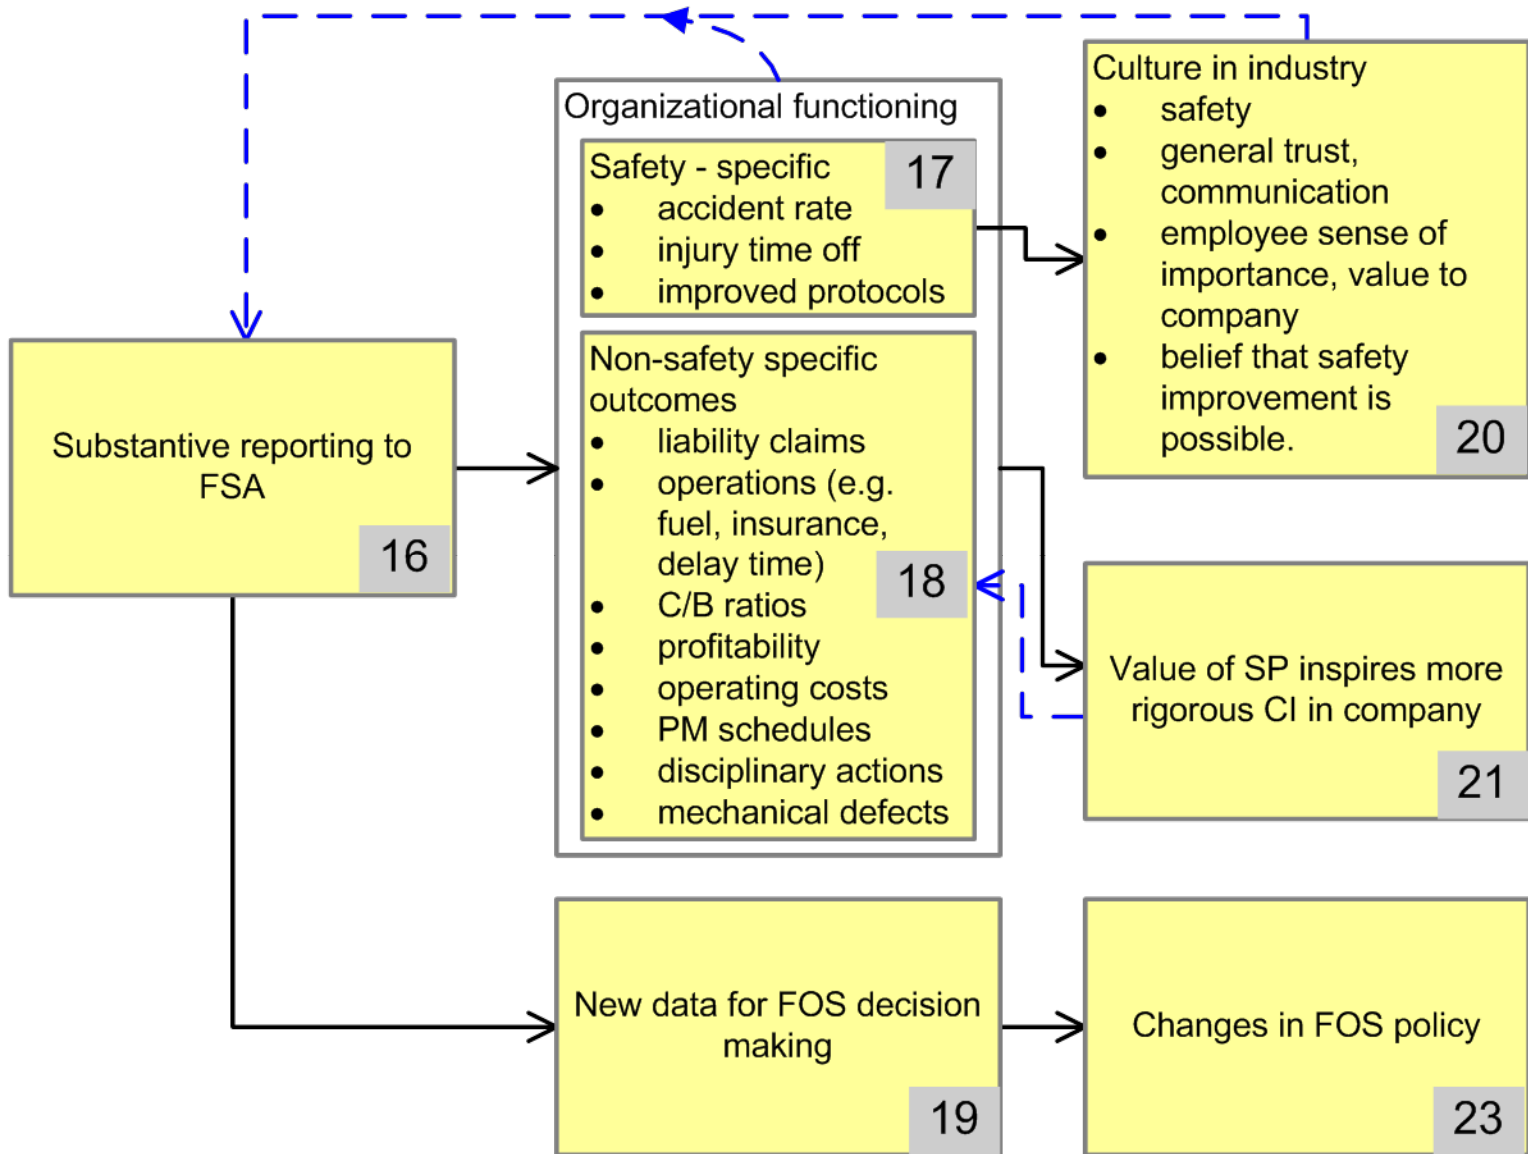 Organizational functioning
Safety - specific
• accident rate
• injury time off
• improved protocols
17
Non-safety specific
outcomes
• liability claims
• operations (e.g.
fuel, insurance,
delay time)
• C/B ratios
• profitability
• operating costs
• PM schedules
• disciplinary actions
• mechanical defects
18
Culture in industry
• safety
• general trust,
communication
• employee sense of
importance, value to
company
• belief that safety
improvement is
possible.
20
Substantive reporting to
FSA
16
Value of SP inspires more
rigorous CI in company
21
New data for FOS decision
making
19
Changes in FOS policy
23